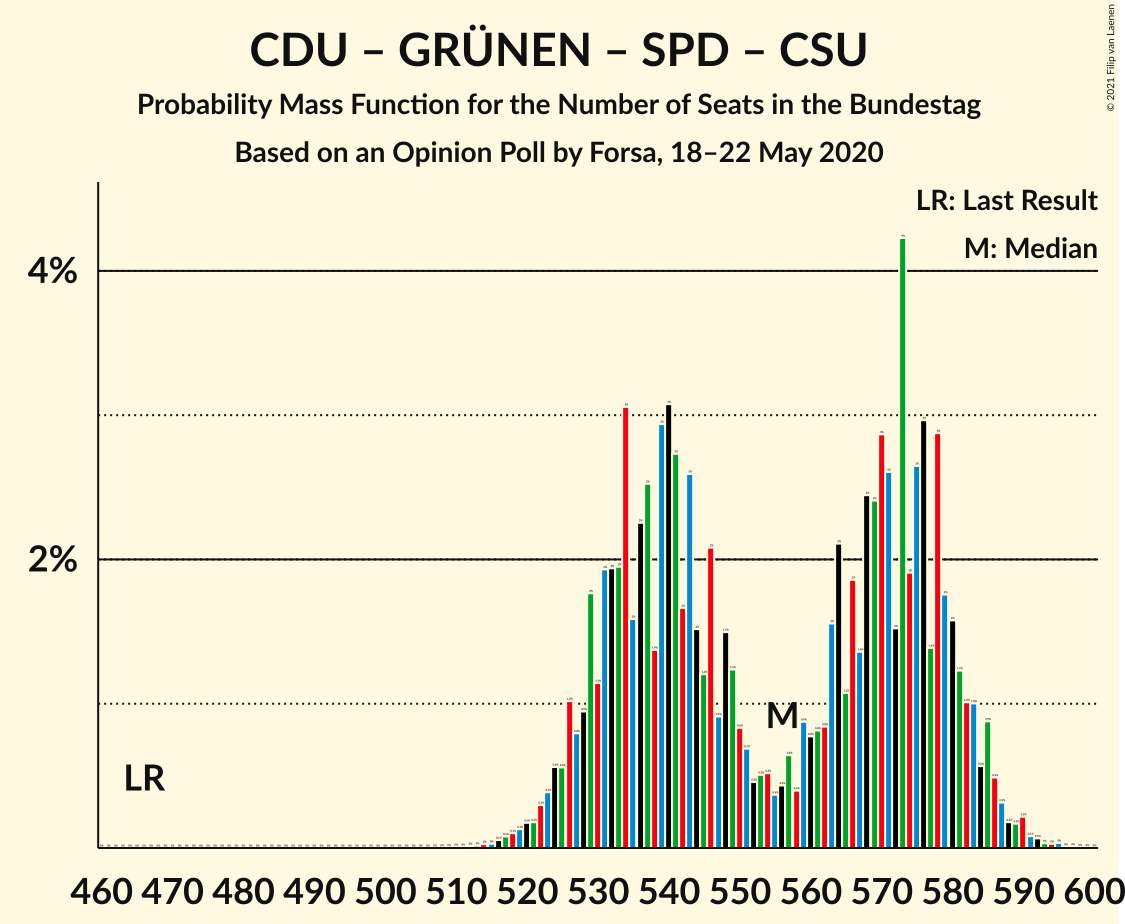 CDU – GRÜNEN – SPD – CSU
Probability Mass Function for the Number of Seats in the Bundestag
Based on an Opinion Poll by Forsa, 18–22 May 2020
© 2021 Filip van Laenen
LR: Last Result
M: Median
4%
2%
M
LR
460 470 480 490 500 510 520 530 540 550 560 570 580 590 600